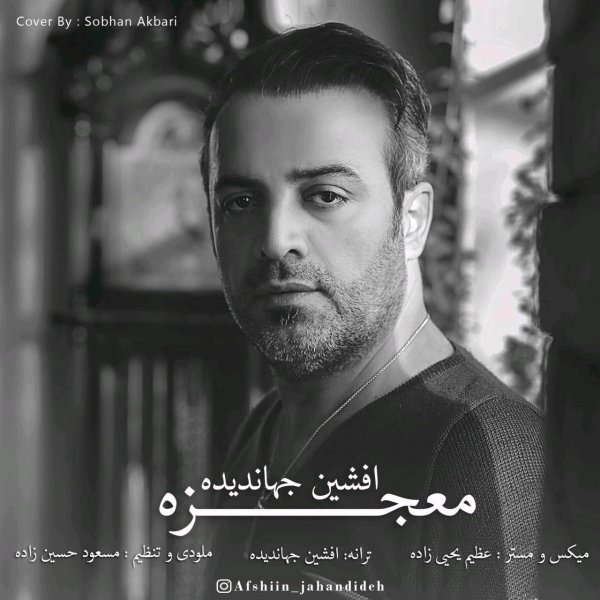 Cover By : Sobhan Akbari
افشین جهاندیده
معجزه
میکس و مستر : عظیم یحیی زاده    ترانه: افشین جهاندیده    ملودی و تنظیم : مسعود حسین زاده
Afshiin_jahandideh